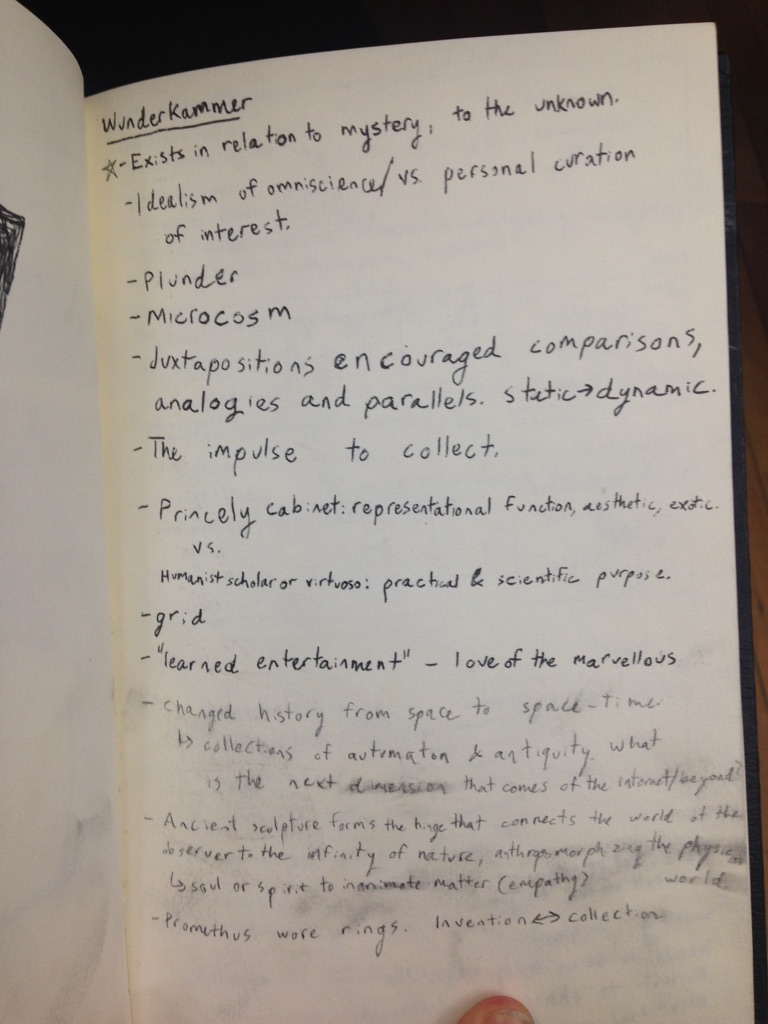 WunderKammer
☆-Exists in relation to mystery; to the unknown.
-Idealism of omniscience/vs. personal curation
of interest.
-Plunder
-Microcosm
-Juxtapositions encouraged comparisons,
analogies and parallels. static→dynamic.
-The impulse to collect.
-Princely cabinet: representational function, aesthetic, exotic.
vs.
Humanist scholar or virtuoso: practical & scientific purpose.
-grid
-"learned entertainment" - love of the marvellous
-changed history from space to space-time.
↳ collections of automaton & antiquity. what
is the next dimension that comes of the internet/beyond?
-Ancient sculpture forms the hinge that connects the world of the
observer to the infinity of nature, anthropomorphizing the physical
↳soul or spirit to inanimate matter (empathy?) world.
-Promethus wore rings. Invention↔collection